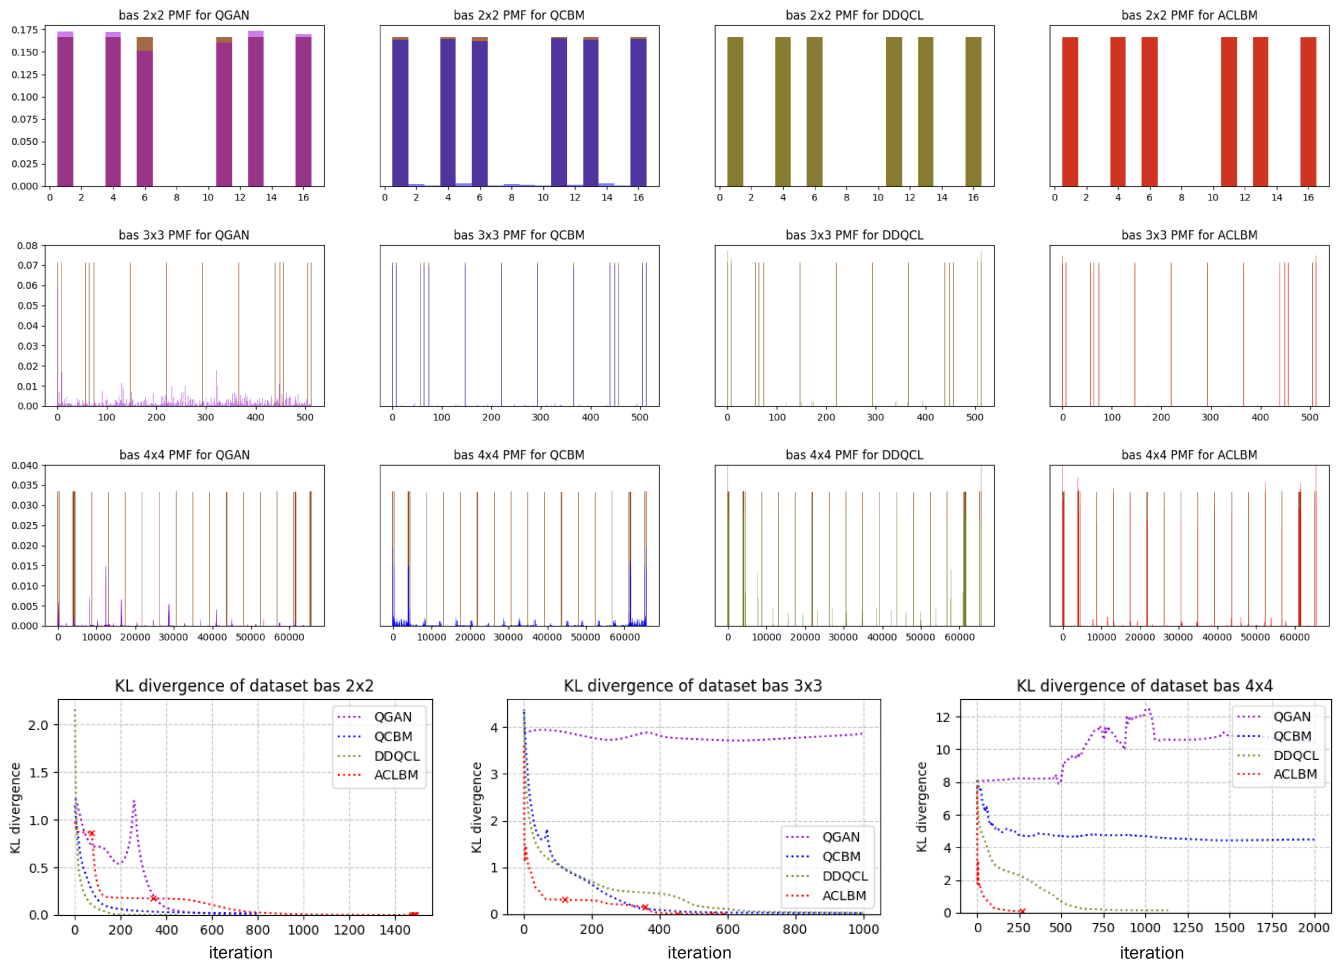 bas 2x2 PMF for QGAN
0.175
0.150
0.125
0.100
0.075
0.050
0.025
0.000
0 2 4 6 8 10 12 14 16
bas 2x2 PMF for QCBM
0 2 4 6 8 10 12 14 16
bas 2x2 PMF for DDQCL
0 2 4 6 8 10 12 14 16
bas 2x2 PMF for ACLBM
0 2 4 6 8 10 12 14 16
bas 3x3 PMF for QGAN
0.08
0.07
0.06
0.05
0.04
0.03
0.02
0.01
0.00
0 100 200 300 400 500
bas 3x3 PMF for QCBM
0 100 200 300 400 500
bas 3x3 PMF for DDQCL
0 100 200 300 400 500
bas 3x3 PMF for ACLBM
0 100 200 300 400 500
bas 4x4 PMF for QGAN
0.040
0.035
0.030
0.025
0.020
0.015
0.010
0.005
0.000
0 10000 20000 30000 40000 50000 60000
bas 4x4 PMF for QCBM
0 10000 20000 30000 40000 50000 60000
bas 4x4 PMF for DDQCL
0 10000 20000 30000 40000 50000 60000
bas 4x4 PMF for ACLBM
0 10000 20000 30000 40000 50000 60000
KL divergence of dataset bas 2x2
KL divergence
2.0
1.5
1.0
0.5
0.0
QGAN
QCBM
DDQCL
ACLBM
0 200 400 600 800 1000 1200 1400
iteration
KL divergence of dataset bas 3x3
KL divergence
4
3
2
1
0
QGAN
QCBM
DDQCL
ACLBM
0 200 400 600 800 1000
iteration
KL divergence of dataset bas 4x4
KL divergence
12
10
8
6
4
2
0
QGAN
QCBM
DDQCL
ACLBM
0 250 500 750 1000 1250 1500 1750 2000
iteration